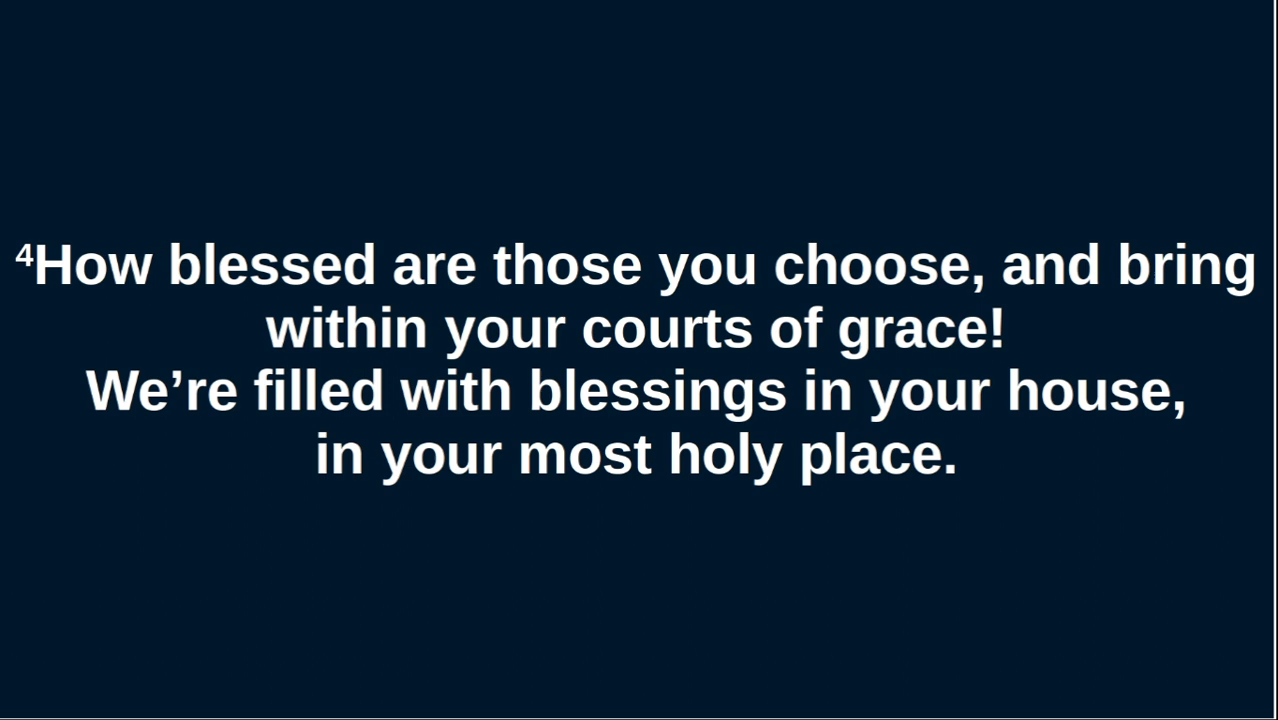 ⁴How blessed are those you choose, and bring
within your courts of grace!
We’re filled with blessings in your house,
in your most holy place.